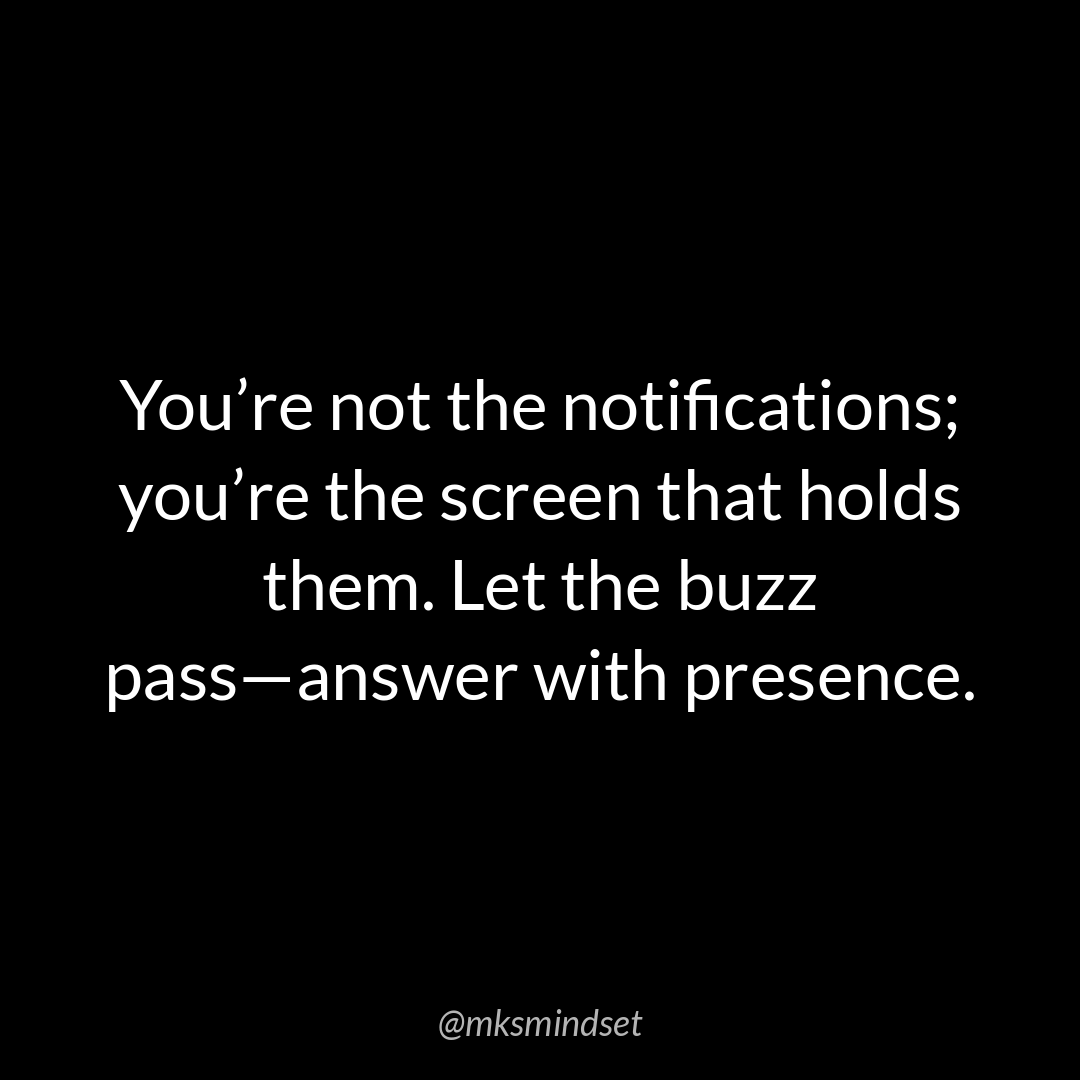 You’re not the notifications;
you’re the screen that holds
them. Let the buzz
pass—answer with presence.
@mksmindset